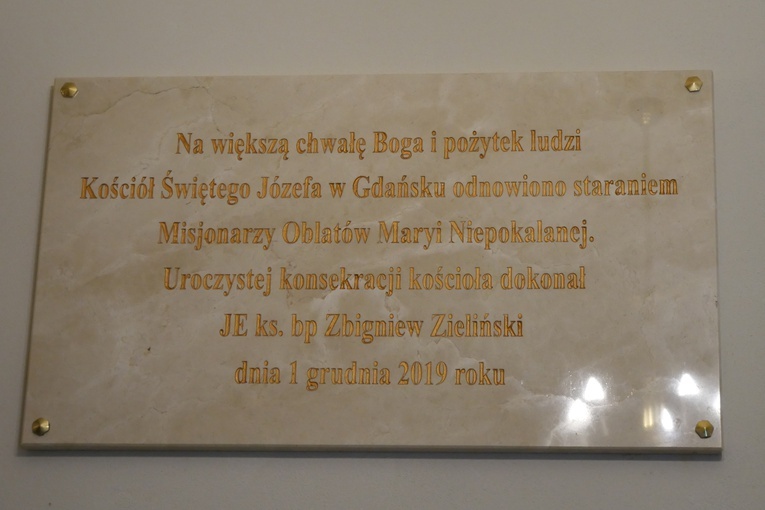 Na większą chwałę Boga i pożytek ludzi
Kościół Świętego Józefa w Gdańsku odnowiono staraniem
Misjonarzy Oblatów Maryi Niepokalanej.
Uroczystej konsekracji kościoła dokonał
JE ks. bp Zbigniew Zieliński
dnia 1 grudnia 2019 roku